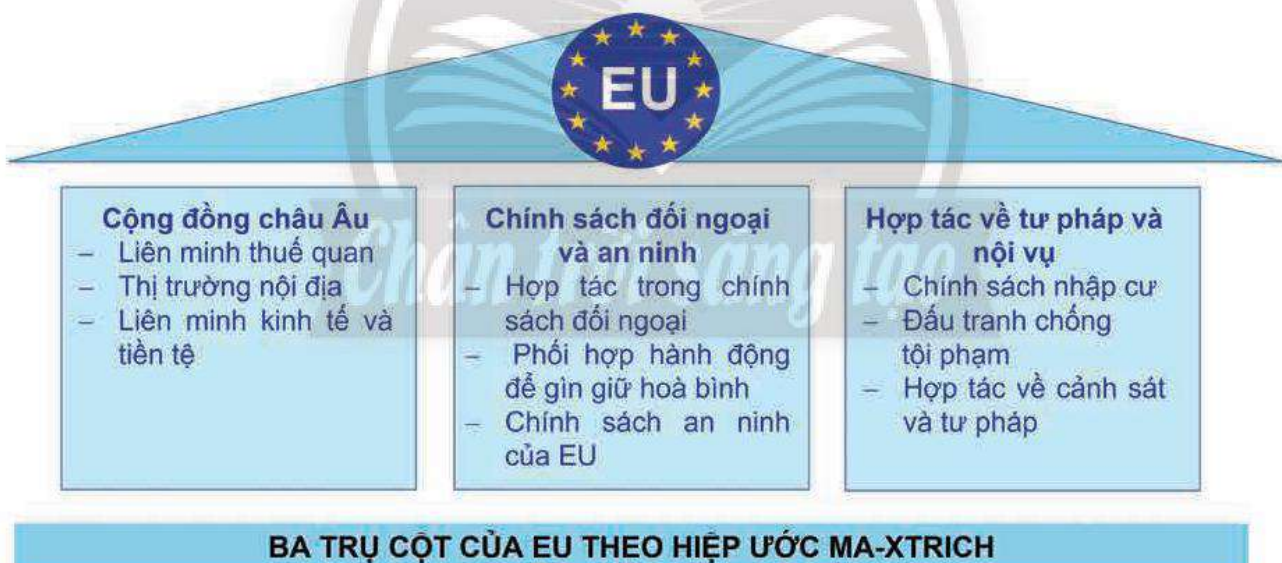 EU
Cộng đồng châu Âu
– Liên minh thuế quan
– Thị trường nội địa
– Liên minh kinh tế và
tiền tệ
Chính sách đối ngoại
và an ninh
– Hợp tác trong chính
sách đối ngoại
– Phối hợp hành động
để gìn giữ hoà bình
– Chính sách an ninh
của EU
Hợp tác về tư pháp và
nội vụ
– Chính sách nhập cư
– Đấu tranh chống
tội phạm
– Hợp tác về cảnh sát
và tư pháp
Chân trời sáng tạo
BA TRỤ CỘT CỦA EU THEO HIỆP ƯỚC MA-XTRICH